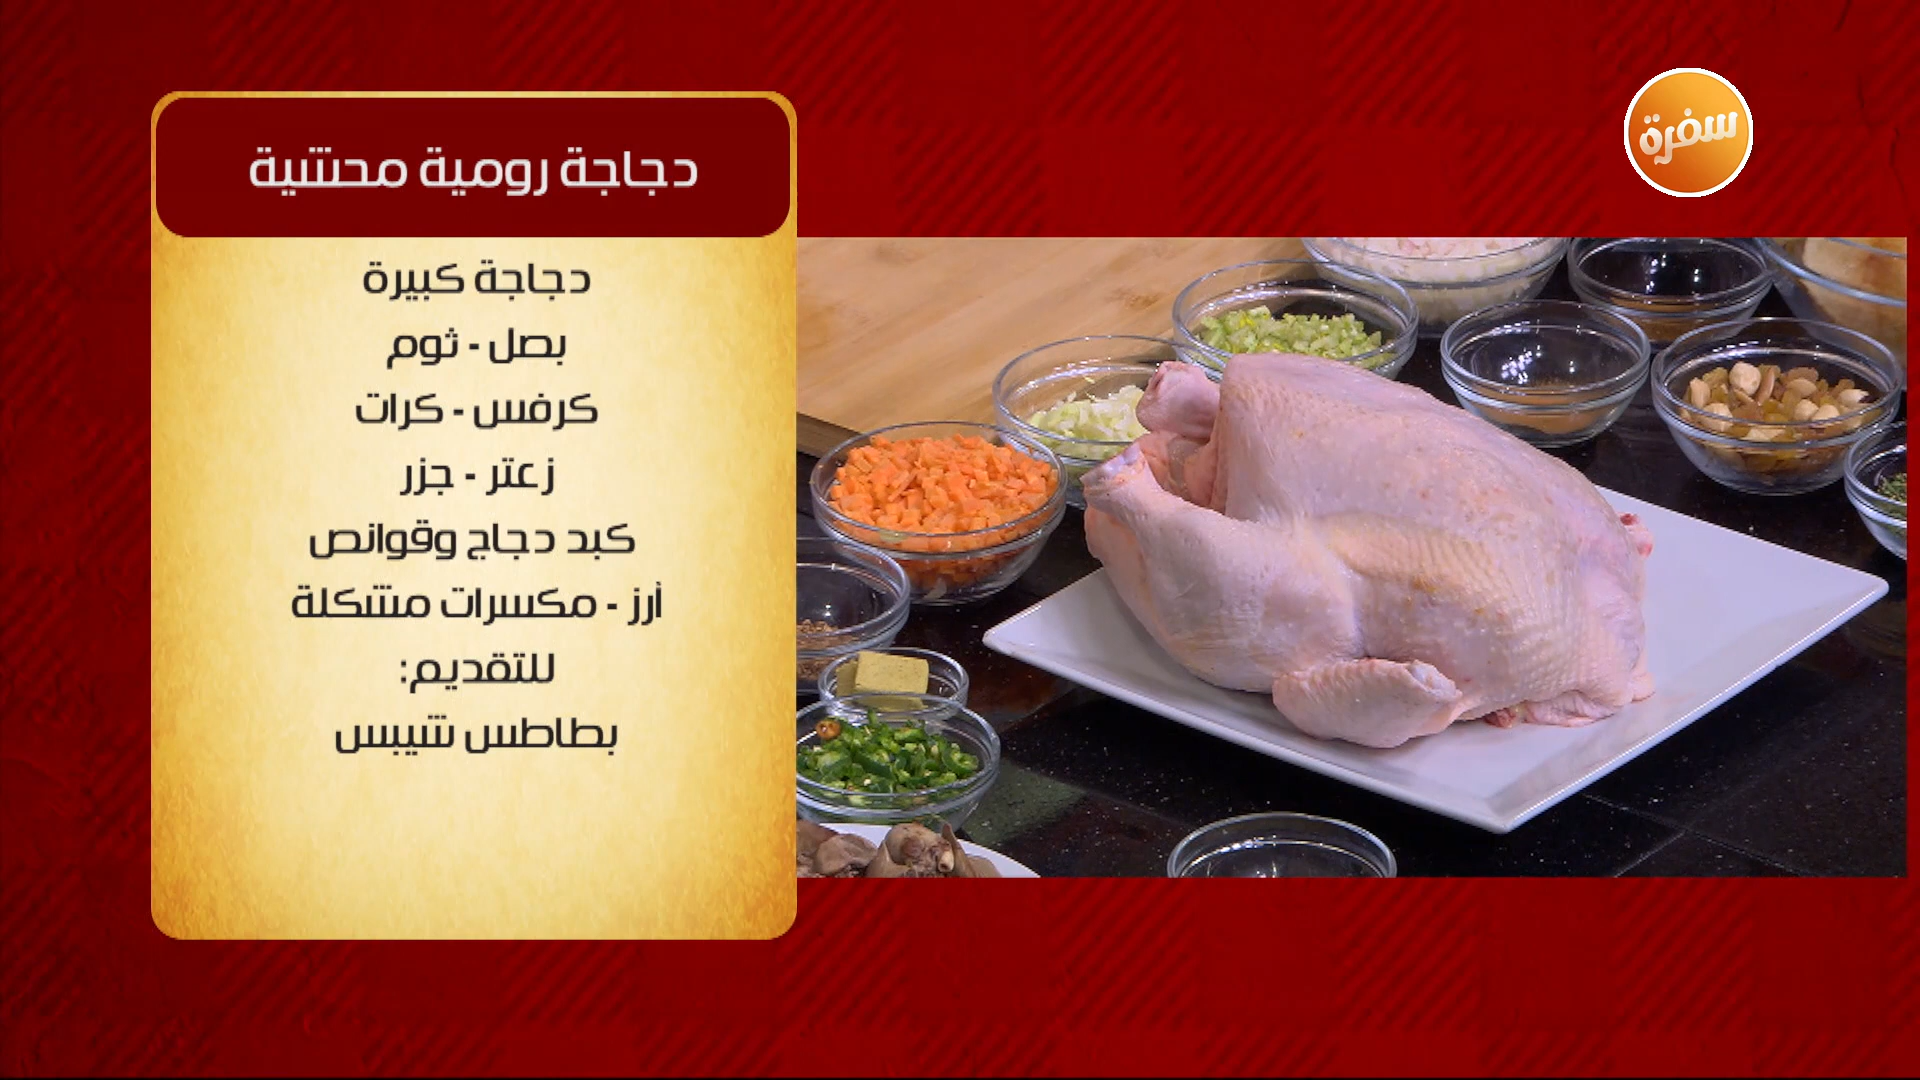 دجاجة رومية محشية
سفرة
دجاجة كبيرة
بصل - ثوم
كرفس - كرات
زعتر - جزر
كبد دجاج وقوانص
أرز - مكسرات مشكلة
للتقديم:
بطاطس شيبس